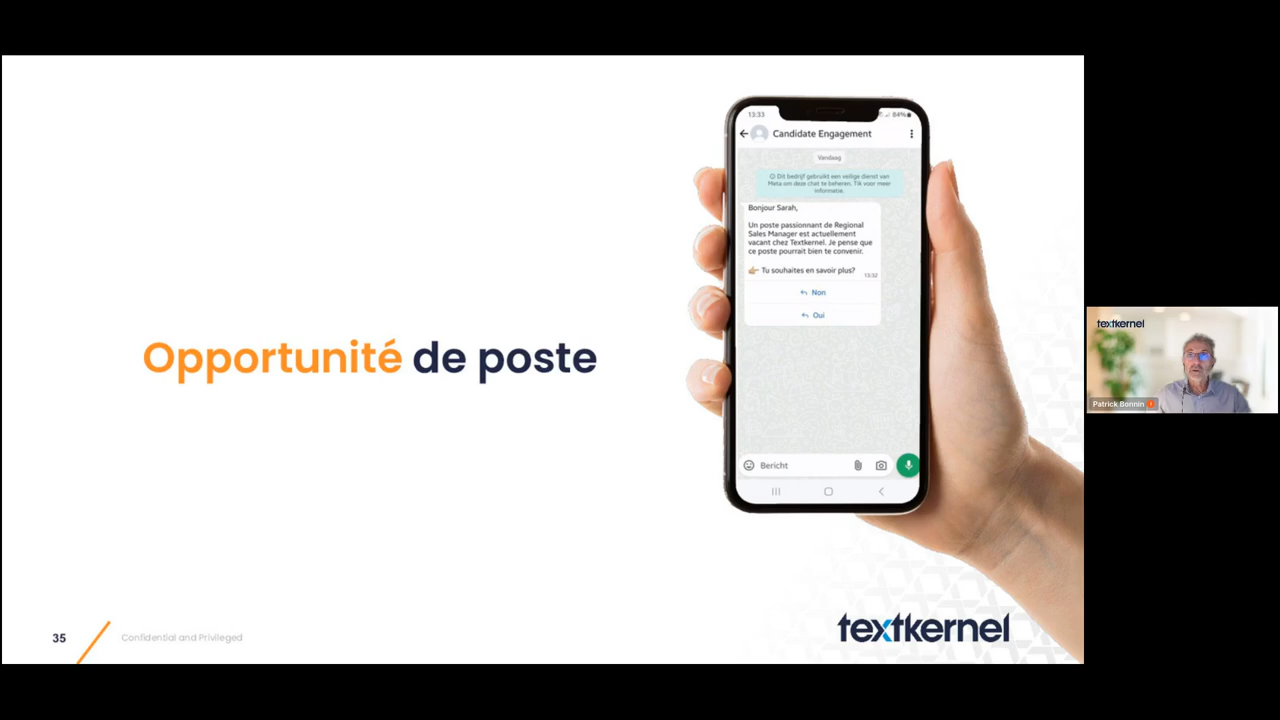 Opportunité de poste
13:33
84%
Candidate Engagement
Vandaag
Dit bedrijf gebruikt een veilige dienst van
Meta om deze chat te beheren. Tik voor meer
informatie.
Bonjour Sarah,
Un poste passionnant de Regional
Sales Manager est actuellement
vacant chez Textkernel. Je pense que
ce poste pourrait bien te convenir.
👉 Tu souhaites en savoir plus?
13:32
Non
Oui
Bericht
35
Confidential and Privileged
textkernel
textkernel
Patrick Bonnin